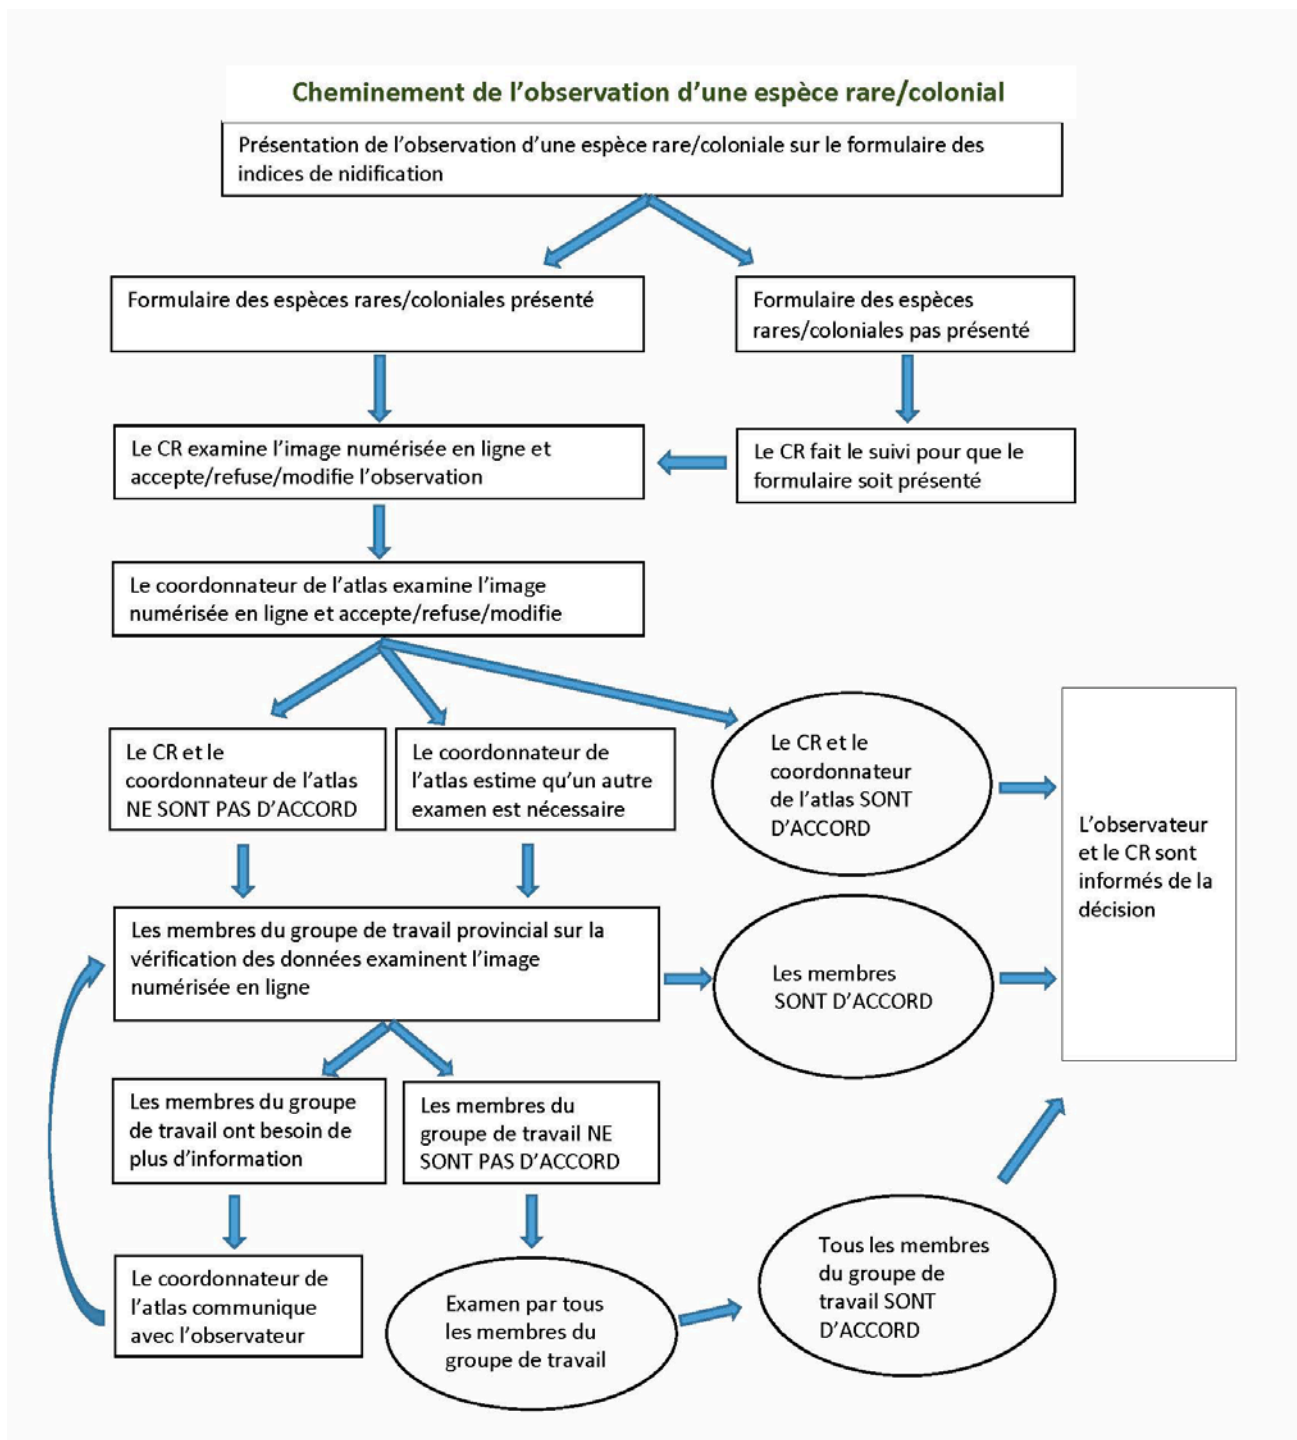 Cheminement de l’observation d’une espèce rare/colonial
Présentation de l’observation d’une espèce rare/coloniale sur le formulaire des
indices de nidification
Formulaire des espèces rares/coloniales présenté
Formulaire des espèces
rares/coloniales pas présenté
Le CR examine l’image numérisée en ligne et
accepte/refuse/modifie l’observation
Le CR fait le suivi pour que le
formulaire soit présenté
Le coordonnateur de l’atlas examine l’image
numérisée en ligne et accepte/refuse/modifie
Le CR et le
coordonnateur de l’atlas
NE SONT PAS D’ACCORD
Le coordonnateur de
l’atlas estime qu’un autre
examen est nécessaire
Le CR et le
coordonnateur
de l’atlas SONT
D’ACCORD
L’observateur
et le CR sont
informés de la
décision
Les membres du groupe de travail provincial sur la
vérification des données examinent l’image
numérisée en ligne
Les membres
SONT D’ACCORD
Les membres du groupe
de travail ont besoin de
plus d’information
Les membres du
groupe de travail NE
SONT PAS D’ACCORD
Le coordonnateur de
l’atlas communique
avec l’observateur
Examen par tous
les membres du
groupe de travail
Tous les membres
du groupe de
travail SONT
D’ACCORD